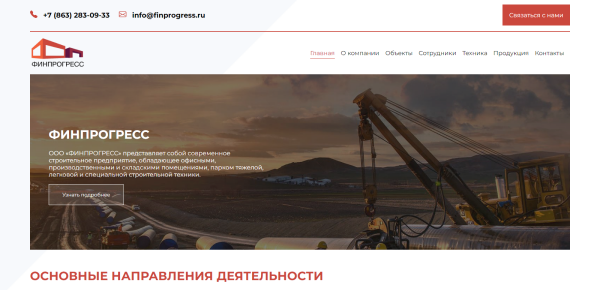 +7 (863) 283-09-33 info@finprogress.ru Связаться с нами
ФИНПРОГРЕСС
Главная О компании Объекты Сотрудники Техника Продукция Контакты
ФИНПРОГРЕСС
ООО «ФИНПРОГРЕСС» представляет собой современное
строительное предприятие, обладающее офисными,
производственными и складскими помещениями, парком тяжелой,
легковой и специальной строительной техники.
Узнать подробнее
ОСНОВНЫЕ НАПРАВЛЕНИЯ ДЕЯТЕЛЬНОСТИ